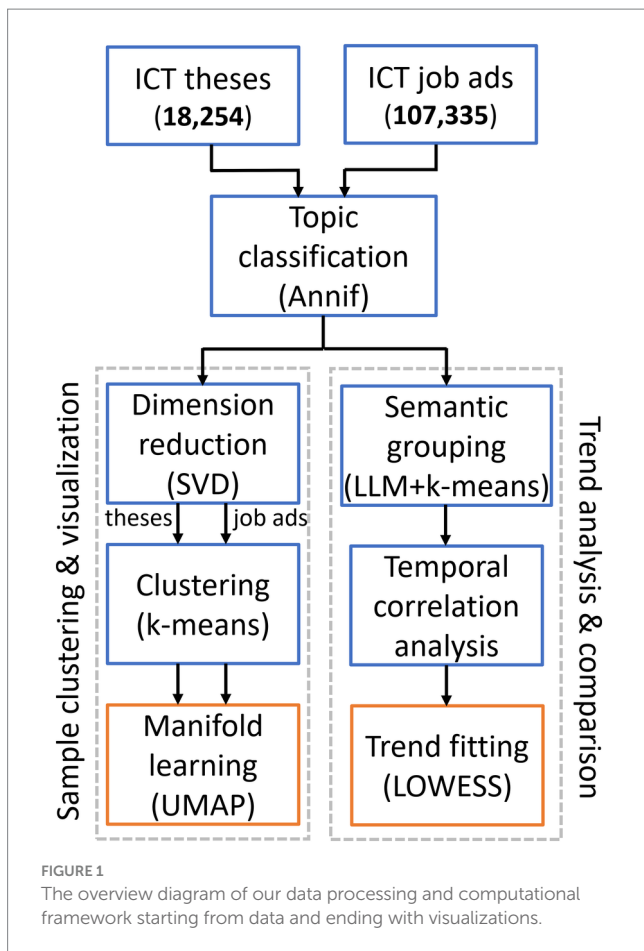 ICT theses
(18,254)
ICT job ads
(107,335)
Topic
classification
(Annif)
Sample clustering & visualization
Dimension
reduction
(SVD)
theses
job ads
Clustering
(k-means)
Manifold
learning
(UMAP)
Semantic
grouping
(LLM+k-means)
Temporal
correlation
analysis
Trend fitting
(LOWESS)
Trend analysis & comparison
FIGURE 1
The overview diagram of our data processing and computational
framework starting from data and ending with visualizations.